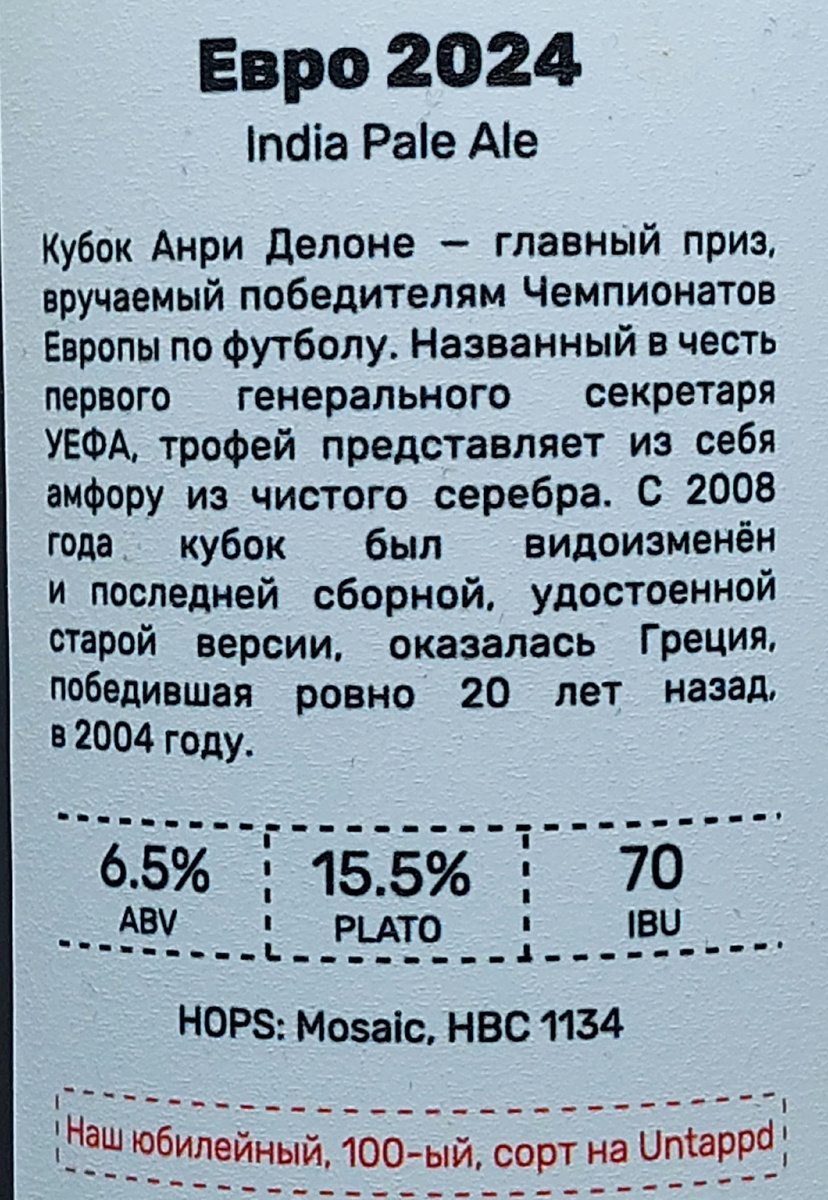 Евро 2024
India Pale Ale
Кубок Анри Делоне – главный приз,
вручаемый победителям Чемпионатов
Европы по футболу. Названный в честь
первого генерального секретаря
УЕФА, трофей представляет из себя
амфору из чистого серебра. С 2008
года кубок был видоизменён
и последней сборной, удостоенной
старой версии, оказалась Греция,
победившая ровно 20 лет назад,
в 2004 году.
6.5% 15.5% 70
ABV PLATO IBU
HOPS: Mosaic, HBC 1134
Наш юбилейный, 100-ый, сорт на Untappd